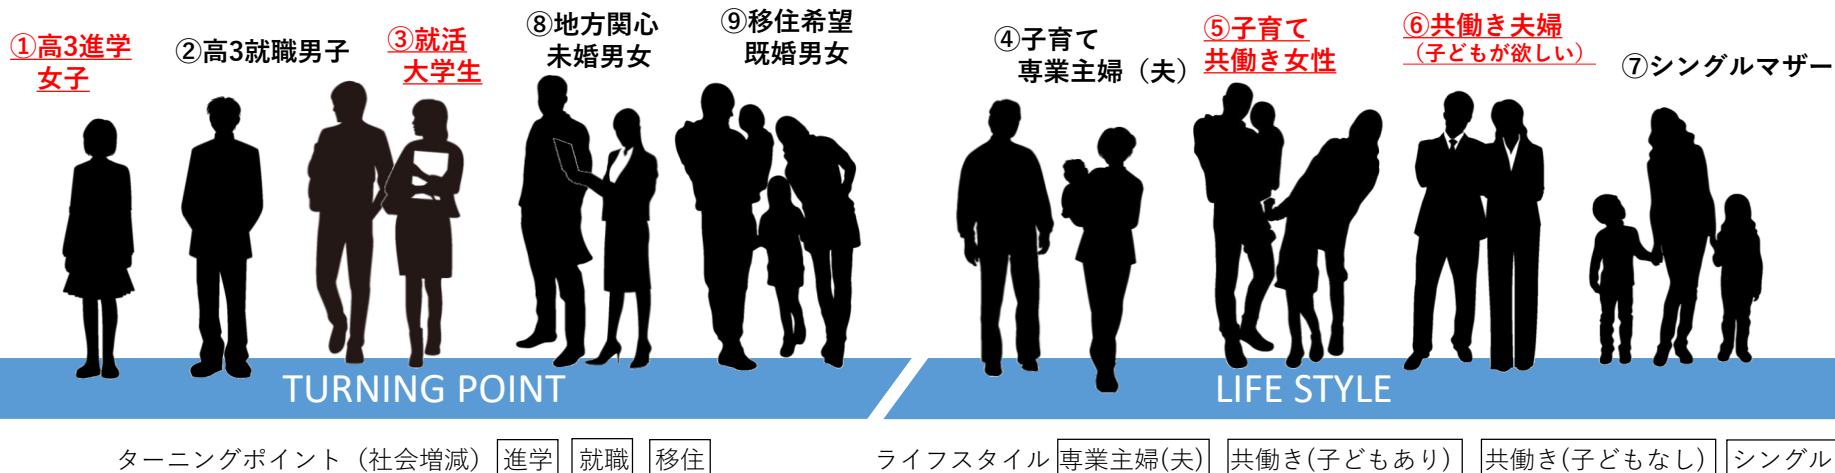 ①高3進学
女子
②高3就職男子
③就活
大学生
⑧地方関心
未婚男女
⑨移住希望
既婚男女
④子育て
専業主婦（夫）
⑤子育て
共働き女性
⑥共働き夫婦
（子どもが欲しい）
⑦シングルマザー
TURNING POINT
LIFE STYLE
ターニングポイント（社会増減） 進学 就職 移住
ライフスタイル 専業主婦(夫) 共働き(子どもあり) 共働き(子どもなし) シングル